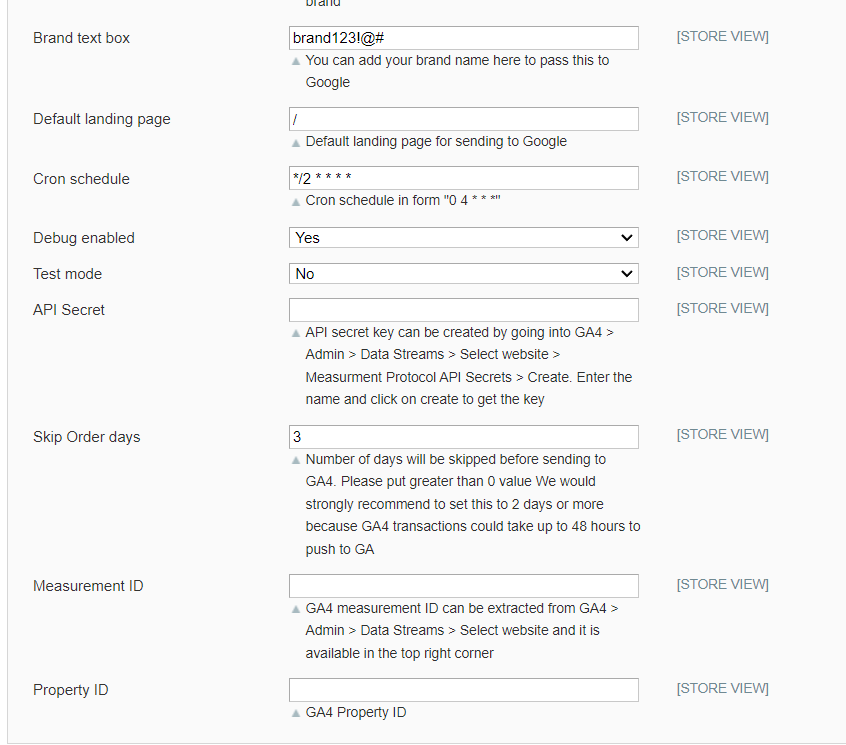 brand
Brand text box
brand123!@#
[STORE VIEW]
You can add your brand name here to pass this to
Google
Default landing page
/
[STORE VIEW]
Default landing page for sending to Google
Cron schedule
*/2 * * * *
[STORE VIEW]
Cron schedule in form "0 4 * * *"
Debug enabled
Yes
[STORE VIEW]
Test mode
No
[STORE VIEW]
API Secret
[STORE VIEW]
API secret key can be created by going into GA4 >
Admin > Data Streams > Select website >
Measurment Protocol API Secrets > Create. Enter the
name and click on create to get the key
Skip Order days
3
[STORE VIEW]
Number of days will be skipped before sending to
GA4. Please put greater than 0 value We would
strongly recommend to set this to 2 days or more
because GA4 transactions could take up to 48 hours to
push to GA
Measurement ID
[STORE VIEW]
GA4 measurement ID can be extracted from GA4 >
Admin > Data Streams > Select website and it is
available in the top right corner
Property ID
[STORE VIEW]
GA4 Property ID